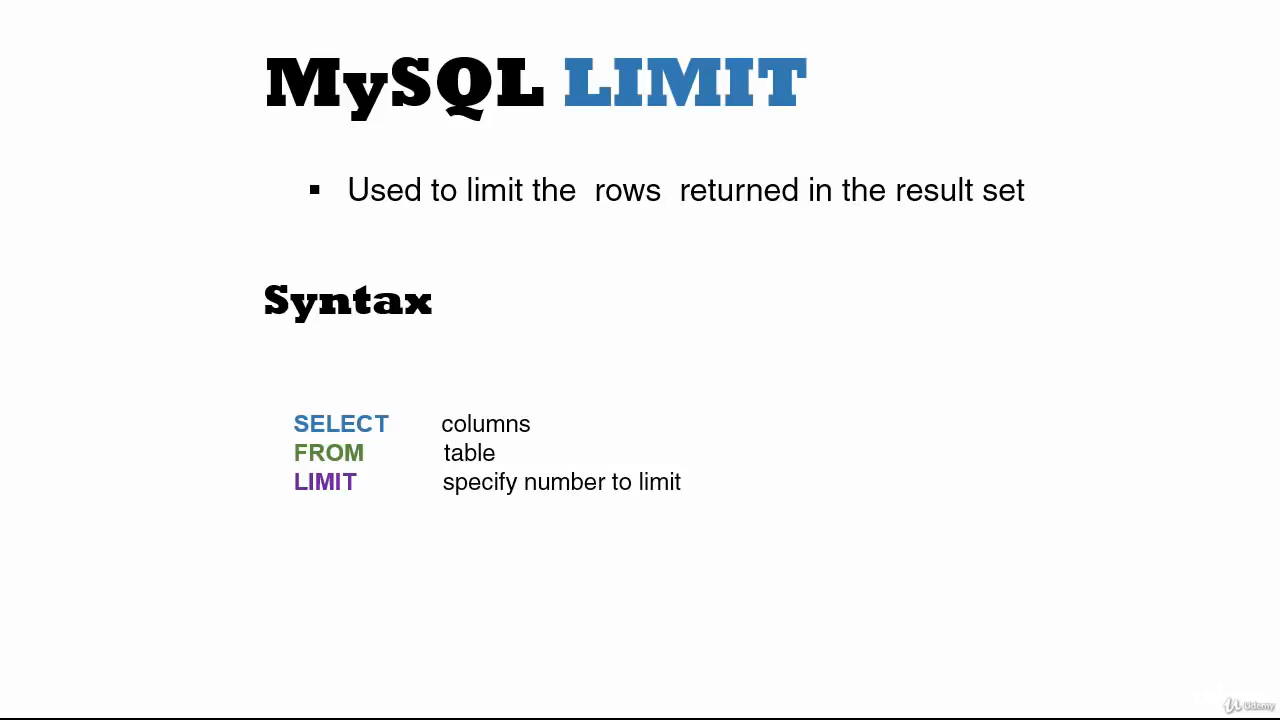 MySQL LIMIT
▪ Used to limit the rows returned in the result set
Syntax
SELECT columns
FROM table
LIMIT specify number to limit
Udemy